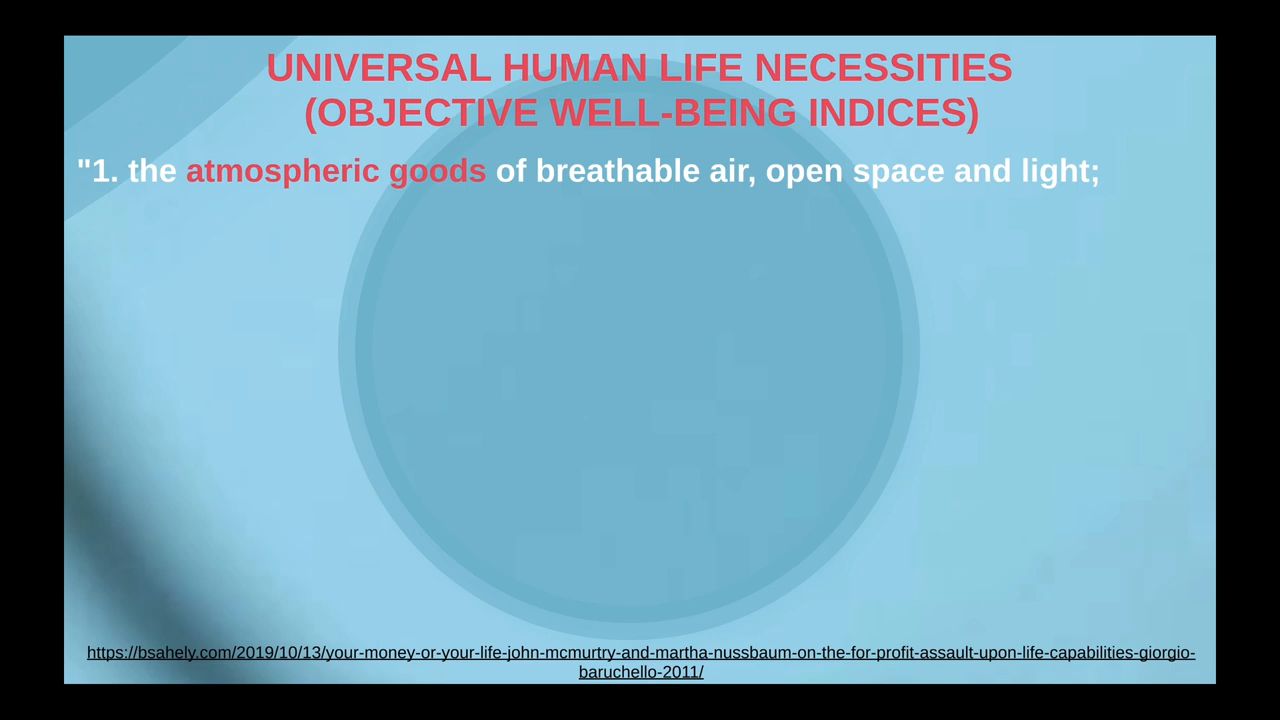 UNIVERSAL HUMAN LIFE NECESSITIES
(OBJECTIVE WELL-BEING INDICES)
"1. the atmospheric goods of breathable air, open space and light;
https://bsahely.com/2019/10/13/your-money-or-your-life-john-mcmurtry-and-martha-nussbaum-on-the-for-profit-assault-upon-life-capabilities-giorgio-
baruchello-2011/